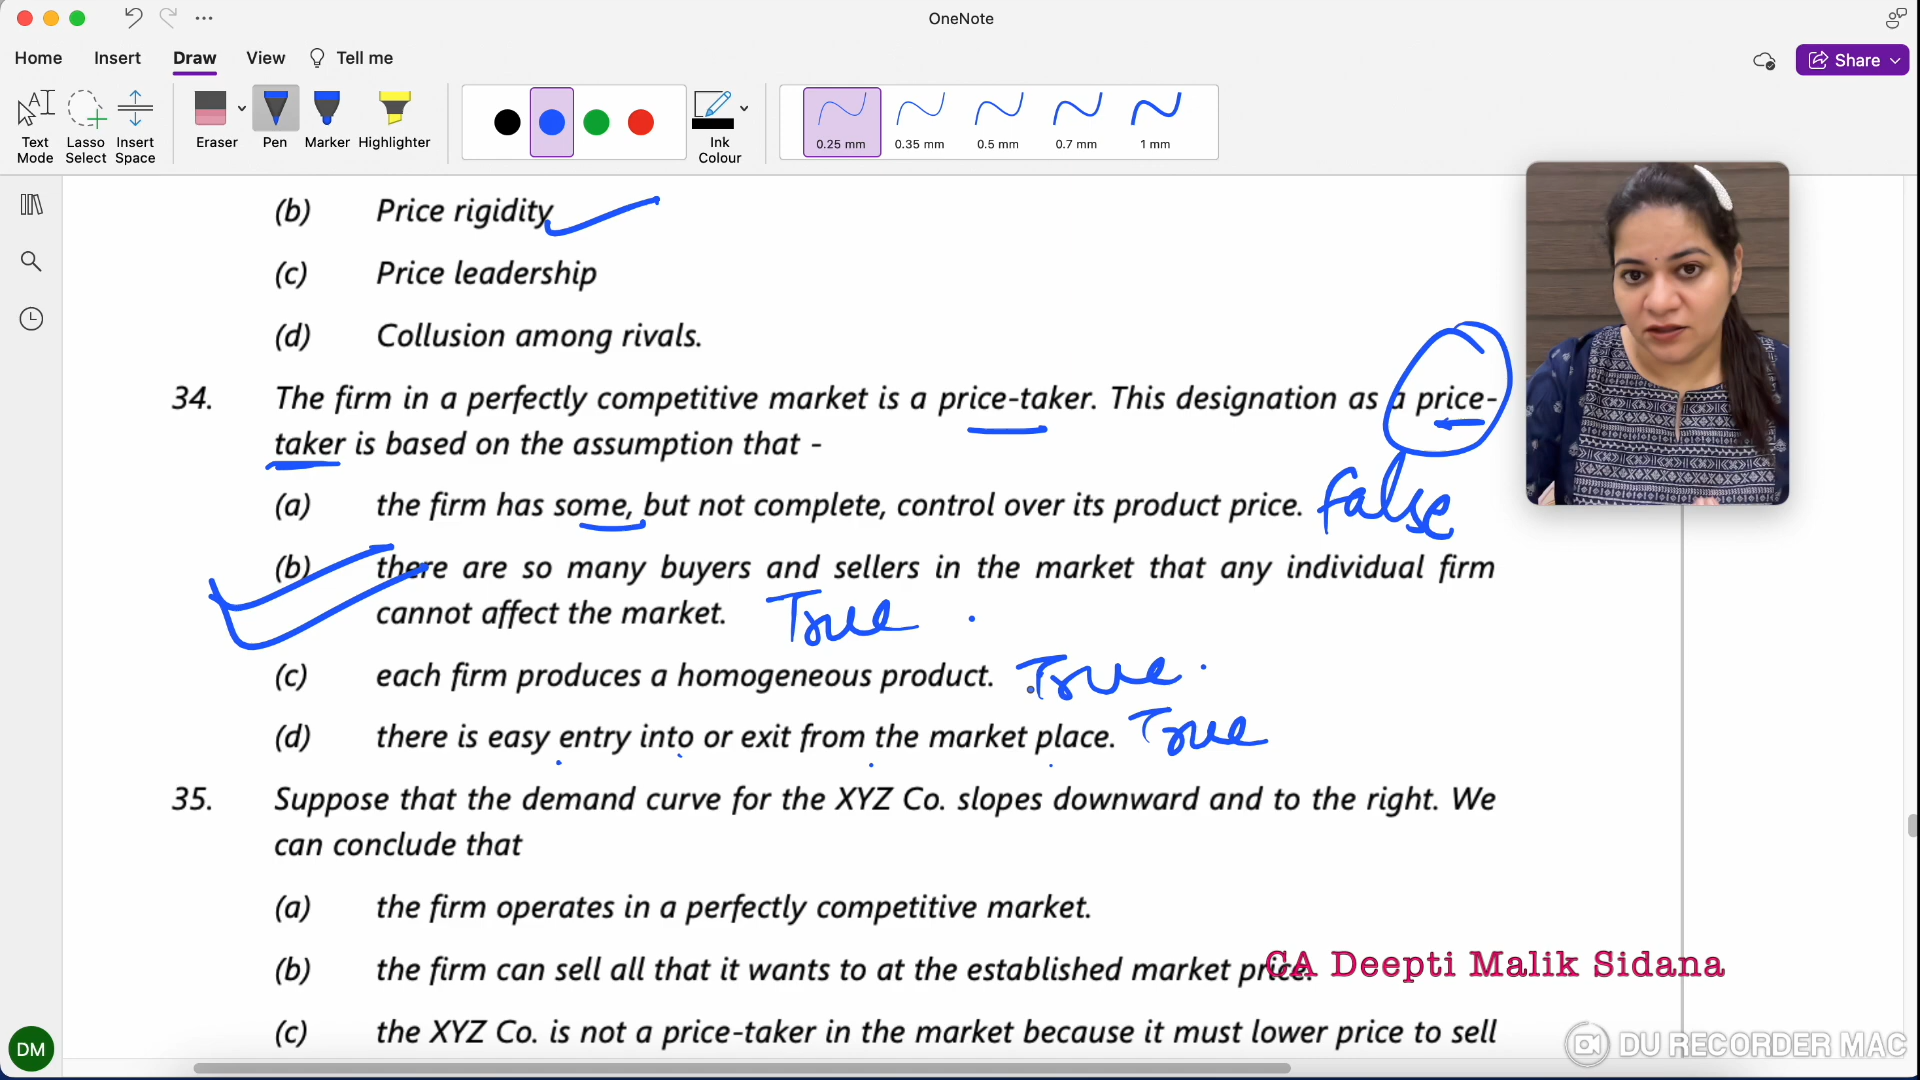 OneNote
Home Insert Draw View Tell me
Share
Text Mode
Lasso Select
Insert Space
Eraser
Pen
Marker
Highlighter
Ink Colour
0.25 mm
0.35 mm
0.5 mm
0.7 mm
1 mm
(b) Price rigidity
(c) Price leadership
(d) Collusion among rivals.
34. The firm in a perfectly competitive market is a price-taker. This designation as a price-
taker is based on the assumption that -
(a) the firm has some, but not complete, control over its product price. false
(b) there are so many buyers and sellers in the market that any individual firm
cannot affect the market. True
(c) each firm produces a homogeneous product. True
(d) there is easy entry into or exit from the market place. True
35. Suppose that the demand curve for the XYZ Co. slopes downward and to the right. We
can conclude that
(a) the firm operates in a perfectly competitive market.
(b) the firm can sell all that it wants to at the established market price.
CA Deepti Malik Sidana
(c) the XYZ Co. is not a price-taker in the market because it must lower price to sell
DM
DU RECORDER MAC